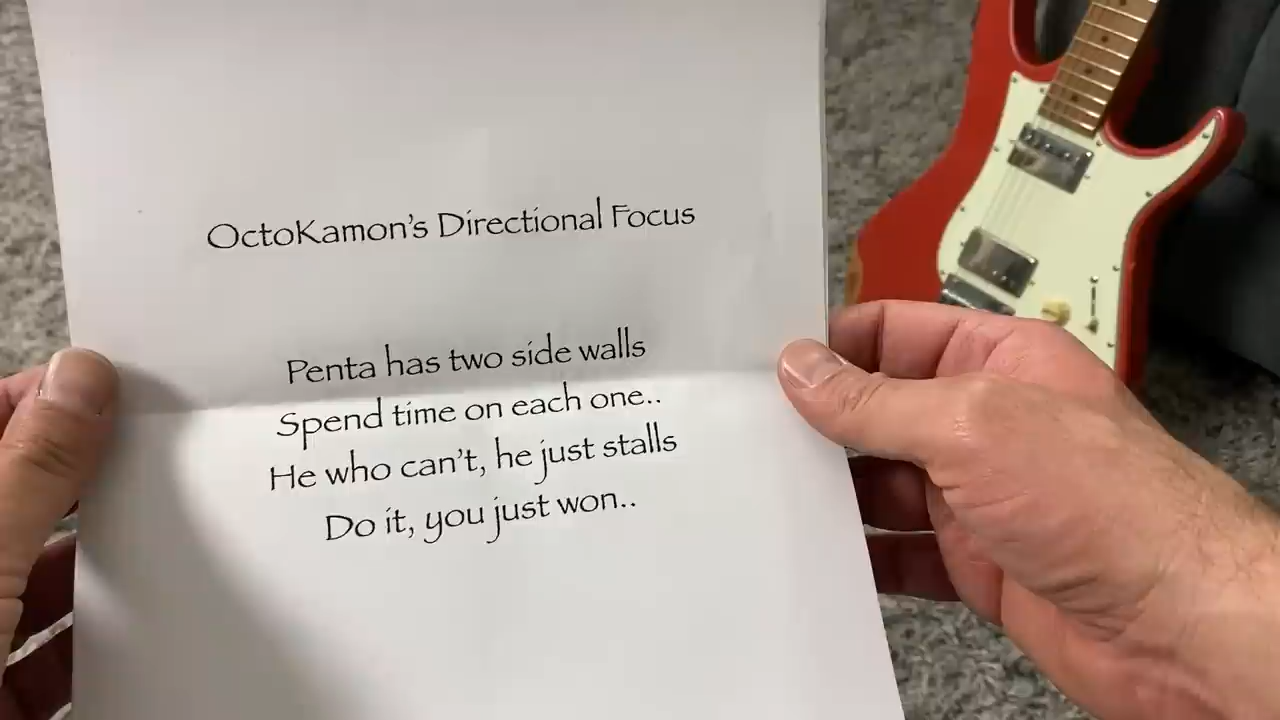 OctoKamon's Directional Focus
Penta has two side walls
Spend time on each one..
He who can't, he just stalls
Do it, you just won..